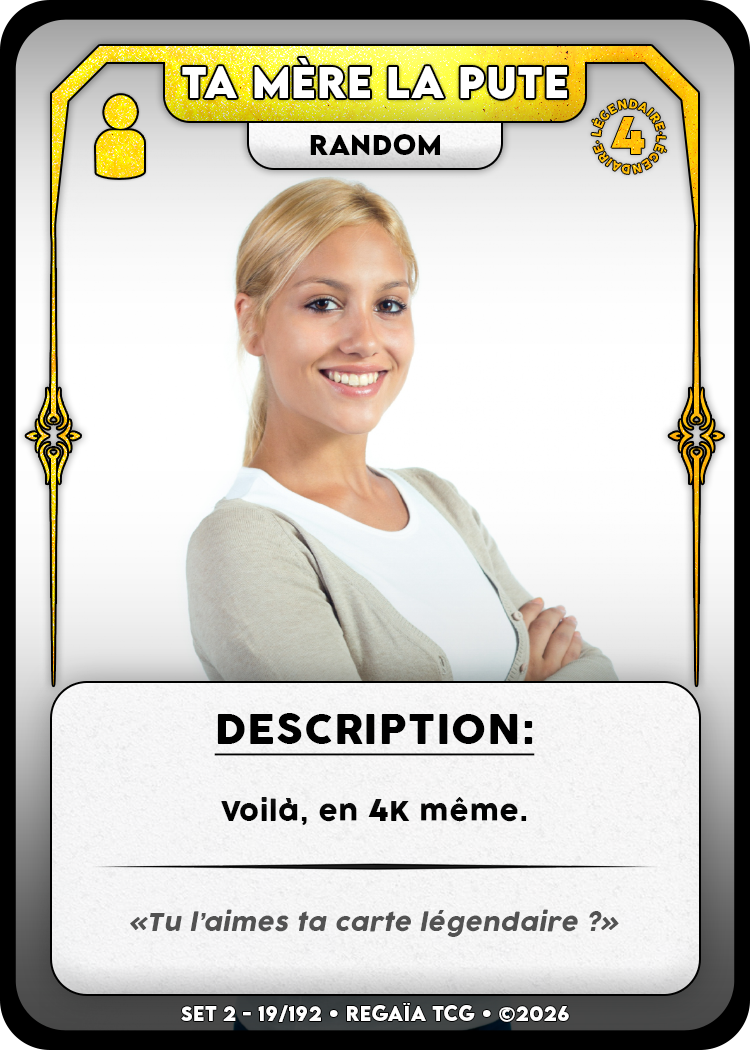 TA MÈRE LA PUTE
RANDOM
LÉGENDAIRE•LÉGENDAIRE•
4
DESCRIPTION:
Voilà, en 4K même.
«Tu l'aimes ta carte légendaire ?»
SET 2 - 19/192 • REGAÏA TCG • ©2026